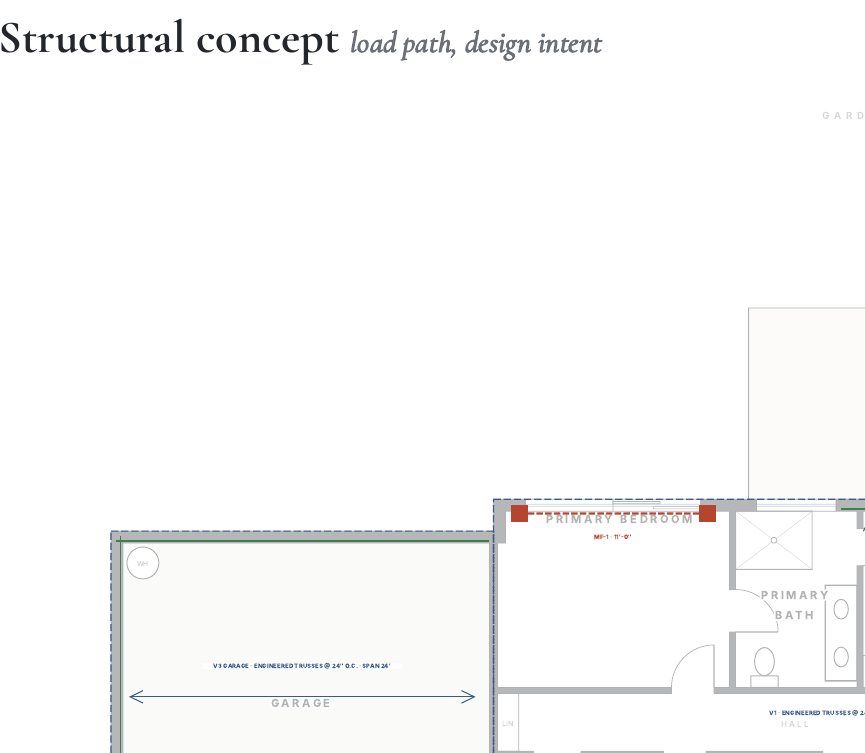 Structural concept load path, design intent
GARD
PRIMARY BEDROOM
MF-1 · 11'-0"
WH
PRIMARY
BATH
V3 GARAGE · ENGINEERED TRUSSES @ 24" O.C. · SPAN 24'
GARAGE
V1 · ENGINEERED TRUSSES @ 2
LIN
HALL